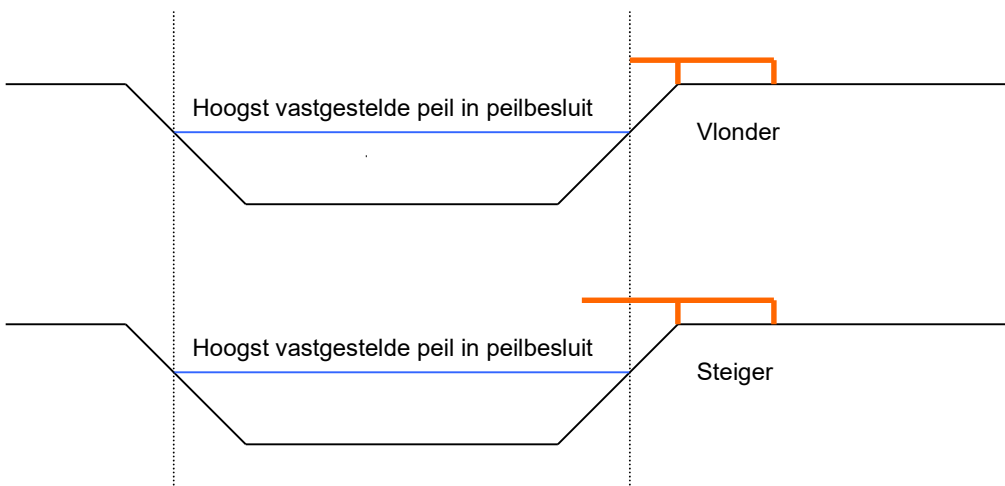 Hoogst vastgestelde peil in peilbesluit
Vlonder
Hoogst vastgestelde peil in peilbesluit
Steiger